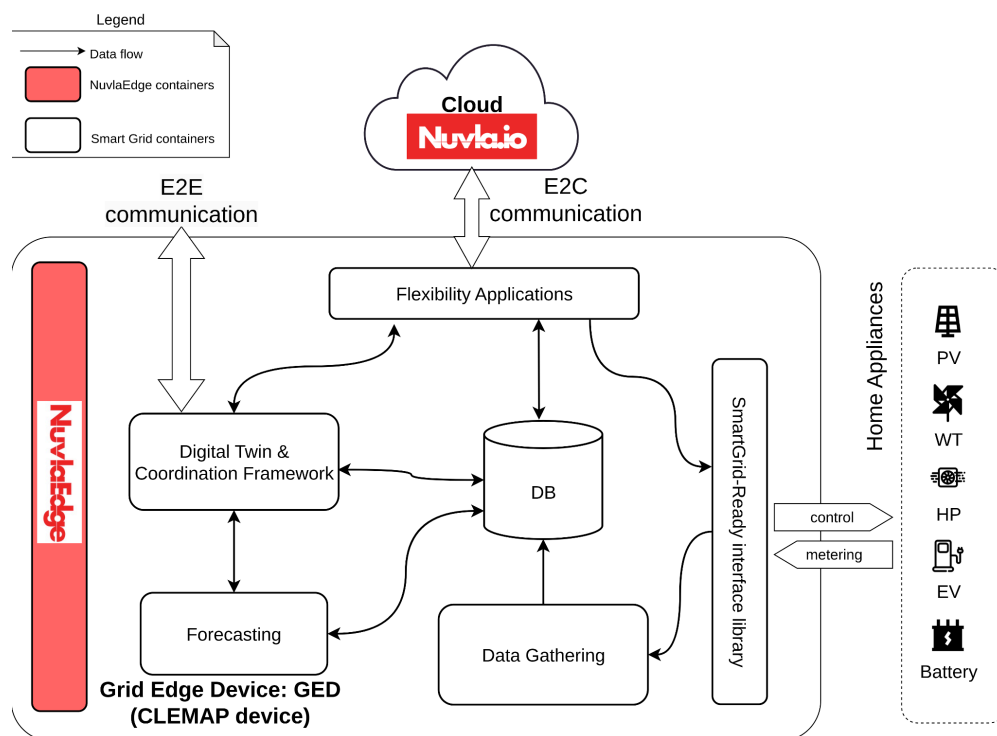 Legend
Data flow
NuvlaEdge containers
Smart Grid containers
Cloud
Nuvla.io
E2E
communication
E2C
communication
Flexibility Applications
NuvlaEdge
Digital Twin &
Coordination Framework
DB
SmartGrid-Ready interface library
Forecasting
Data Gathering
Grid Edge Device: GED
(CLEMAP device)
control
metering
Home Appliances
PV
WT
HP
EV
Battery